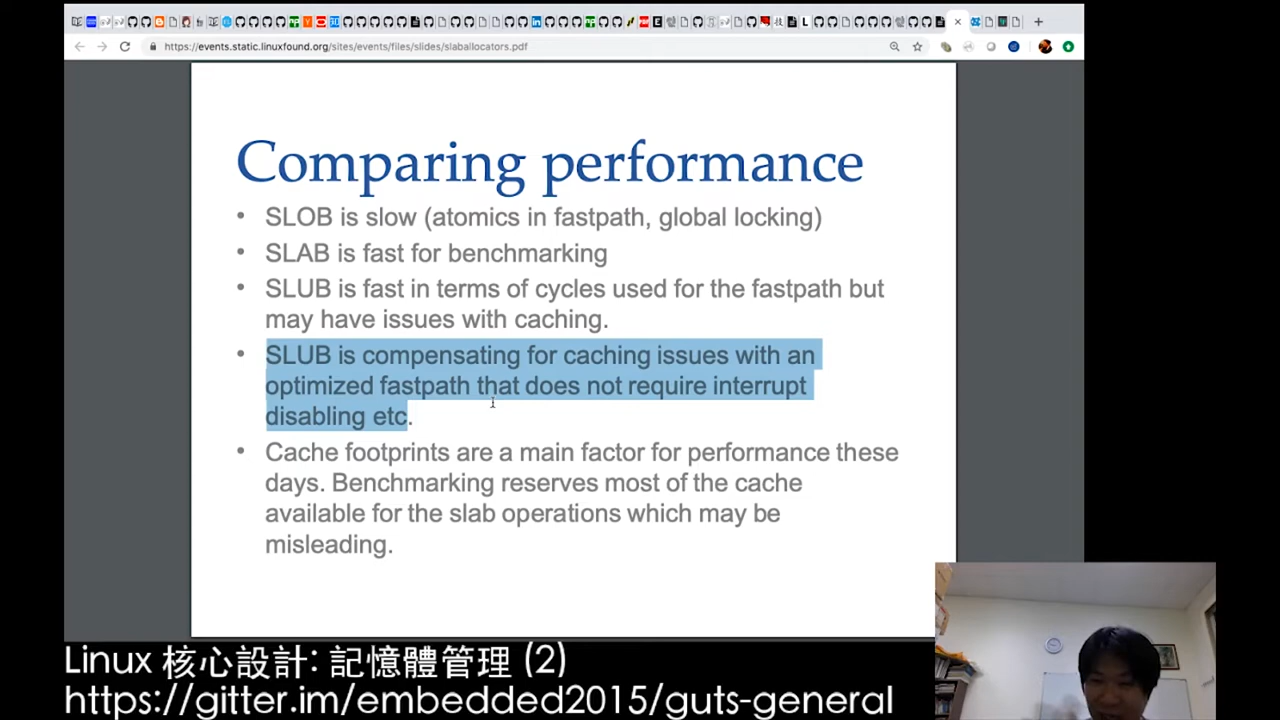 https://events.static.linuxfound.org/sites/events/files/slides/slaballocators.pdf
Comparing performance
• SLOB is slow (atomics in fastpath, global locking)
• SLAB is fast for benchmarking
• SLUB is fast in terms of cycles used for the fastpath but
may have issues with caching.
• SLUB is compensating for caching issues with an
optimized fastpath that does not require interrupt
disabling etc.
• Cache footprints are a main factor for performance these
days. Benchmarking reserves most of the cache
available for the slab operations which may be
misleading.
Linux 核心設計: 記憶體管理 (2)
https://gitter.im/embedded2015/guts-general